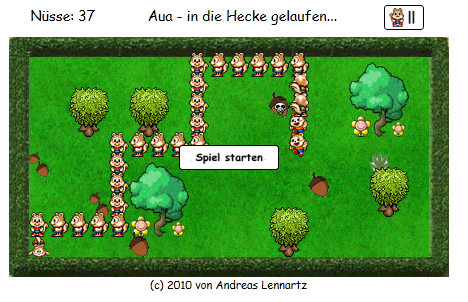 Nüsse: 37
Aua - in die Hecke gelaufen...
Spiel starten
(c) 2010 von Andreas Lennartz